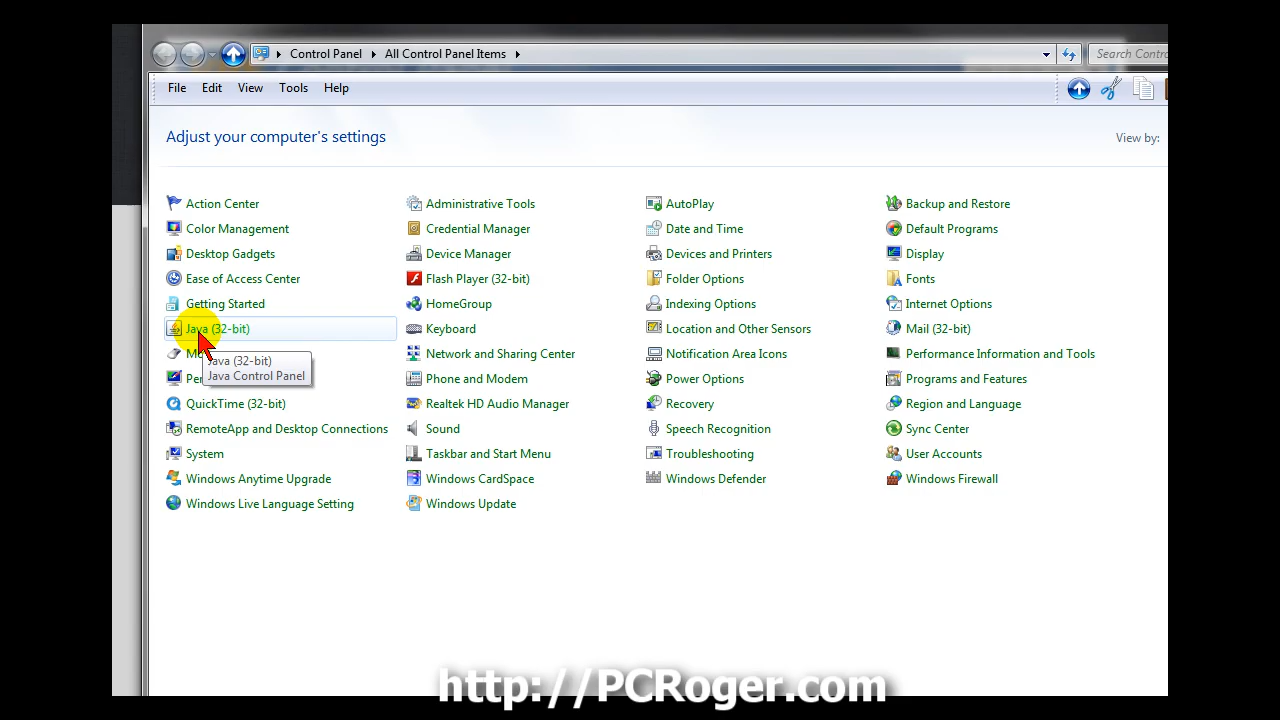 Control Panel All Control Panel Items Search Contro
File Edit View Tools Help
Adjust your computer's settings View by:
Action Center Administrative Tools AutoPlay Backup and Restore
Color Management Credential Manager Date and Time Default Programs
Desktop Gadgets Device Manager Devices and Printers Display
Ease of Access Center Flash Player (32-bit) Folder Options Fonts
Getting Started HomeGroup Indexing Options Internet Options
Java (32-bit) Keyboard Location and Other Sensors Mail (32-bit)
Network and Sharing Center Notification Area Icons Performance Information and Tools
Java (32-bit)
Java Control Panel
Phone and Modem Power Options Programs and Features
QuickTime (32-bit) Realtek HD Audio Manager Recovery Region and Language
RemoteApp and Desktop Connections Sound Speech Recognition Sync Center
System Taskbar and Start Menu Troubleshooting User Accounts
Windows Anytime Upgrade Windows CardSpace Windows Defender Windows Firewall
Windows Live Language Setting Windows Update
http://PCRoger.com